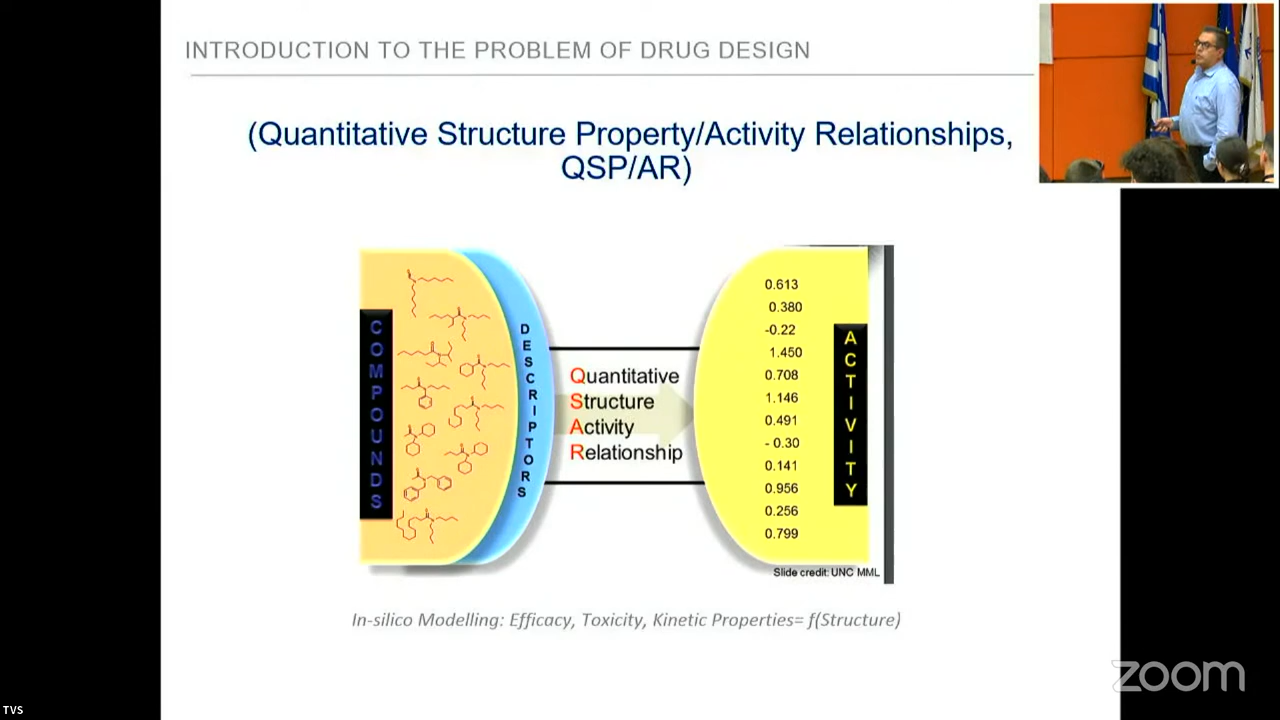 INTRODUCTION TO THE PROBLEM OF DRUG DESIGN
(Quantitative Structure Property/Activity Relationships,
QSP/AR)
COMPOUNDS
DESCRIPTORS
Quantitative
Structure
Activity
Relationship
0.613
0.380
-0.22
1.450
0.708
1.146
0.491
- 0.30
0.141
0.956
0.256
0.799
ACTIVITY
Slide credit: UNC MML
In-silico Modelling: Efficacy, Toxicity, Kinetic Properties= f(Structure)
zoom
TVS